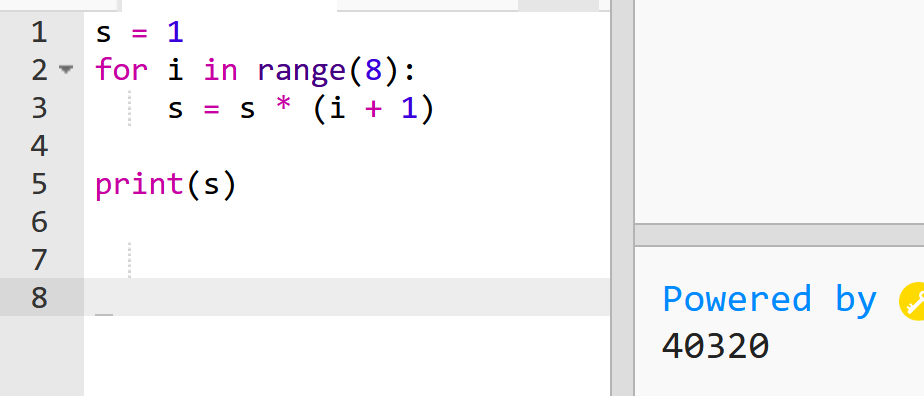 1 s = 1
2 for i in range(8):
3     s = s * (i + 1)
4
5 print(s)
6
7
8
Powered by
40320